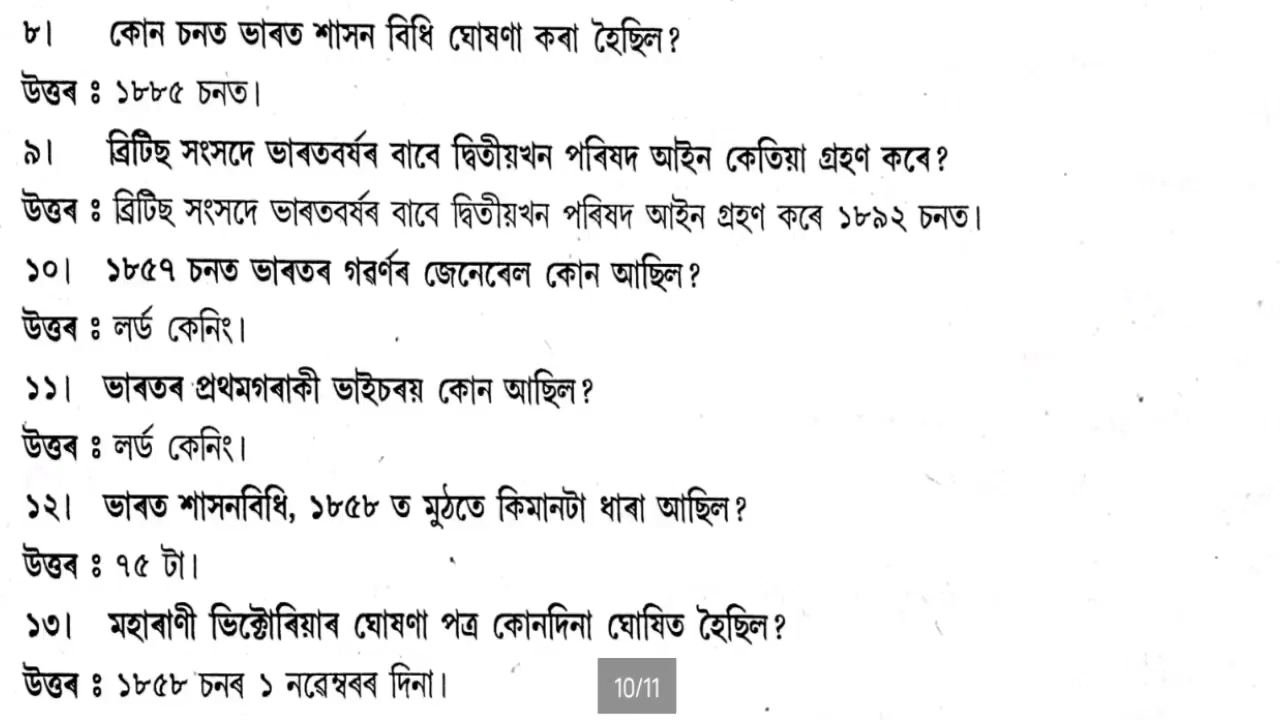 ৮। কোন চনত ভাৰত শাসন বিধি ঘোষণা কৰা হৈছিল?
উত্তৰ : ১৮৮৫ চনত।
৯। ব্ৰিটিছ সংসদে ভাৰতবৰ্ষৰ বাবে দ্বিতীয়খন পৰিষদ আইন কেতিয়া গ্ৰহণ কৰে?
উত্তৰ : ব্ৰিটিছ সংসদে ভাৰতবৰ্ষৰ বাবে দ্বিতীয়খন পৰিষদ আইন গ্ৰহণ কৰে ১৮৯২ চনত।
১০। ১৮৫৭ চনত ভাৰতৰ গৱৰ্ণৰ জেনেৰেল কোন আছিল?
উত্তৰ : লৰ্ড কেনিং।
১১। ভাৰতৰ প্ৰথমগৰাকী ভাইচৰয় কোন আছিল?
উত্তৰ : লৰ্ড কেনিং।
১২। ভাৰত শাসনবিধি, ১৮৫৮ ত মুঠতে কিমানটা ধাৰা আছিল?
উত্তৰ : ৭৫ টা।
১৩। মহাৰাণী ভিক্টোৰিয়াৰ ঘোষণা পত্ৰ কোনদিনা ঘোষিত হৈছিল?
উত্তৰ : ১৮৫৮ চনৰ ১ নৱেম্বৰৰ দিনা।
10/11